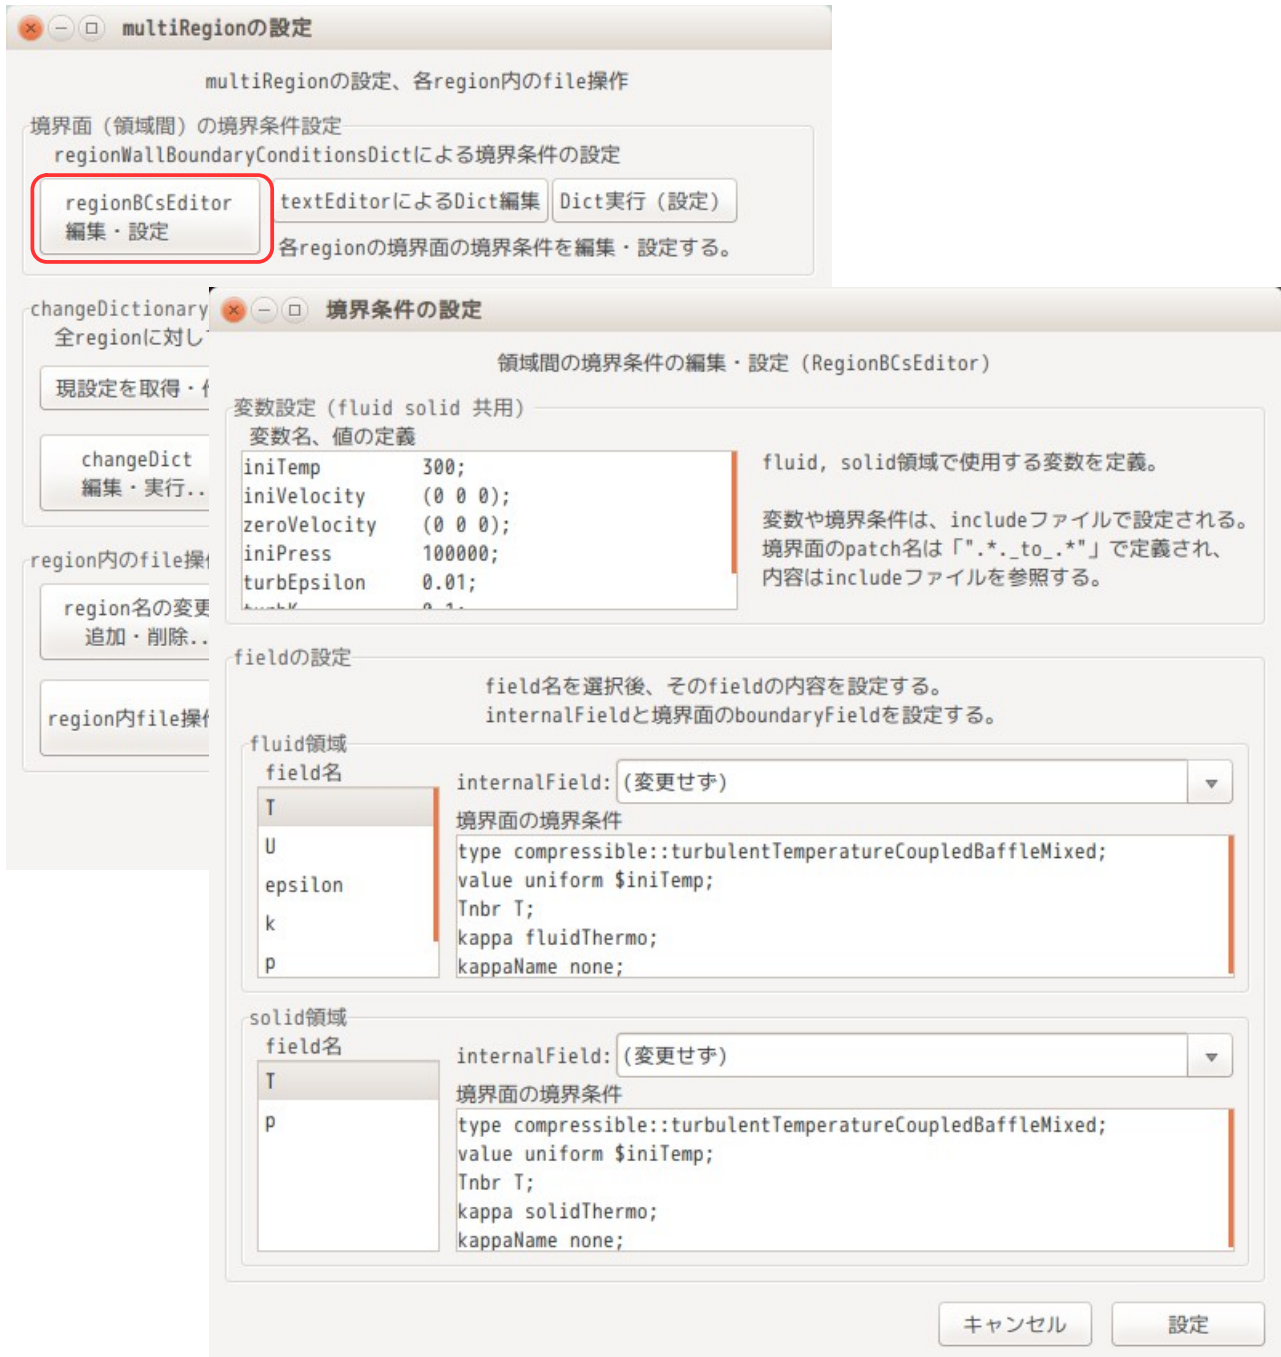 multiRegionの設定
multiRegionの設定、各region内のfile操作
境界面（領域間）の境界条件設定
regionWallBoundaryConditionsDictによる境界条件の設定
regionBCsEditor
編集・設定
textEditorによるDict編集
Dict実行（設定）
各regionの境界面の境界条件を編集・設定する。
changeDictionary
全regionに対し
現設定を取得・
changeDict
編集・実行..
region内のfile操
region名の変更
追加・削除..
region内file操
境界条件の設定
領域間の境界条件の編集・設定（RegionBCsEditor）
変数設定（fluid solid 共用）
変数名、値の定義
iniTemp 300;
iniVelocity (0 0 0);
zeroVelocity (0 0 0);
iniPress 100000;
turbEpsilon 0.01;
fluid, solid領域で使用する変数を定義。
変数や境界条件は、includeファイルで設定される。
境界面のpatch名は「".*._to_.*"」で定義され、
内容はincludeファイルを参照する。
fieldの設定
field名を選択後、そのfieldの内容を設定する。
internalFieldと境界面のboundaryFieldを設定する。
fluid領域
field名
T
U
epsilon
k
p
internalField: (変更せず)
境界面の境界条件
type compressible::turbulentTemperatureCoupledBaffleMixed;
value uniform $iniTemp;
Tnbr T;
kappa fluidThermo;
kappaName none;
solid領域
field名
T
p
internalField: (変更せず)
境界面の境界条件
type compressible::turbulentTemperatureCoupledBaffleMixed;
value uniform $iniTemp;
Tnbr T;
kappa solidThermo;
kappaName none;
キャンセル
設定